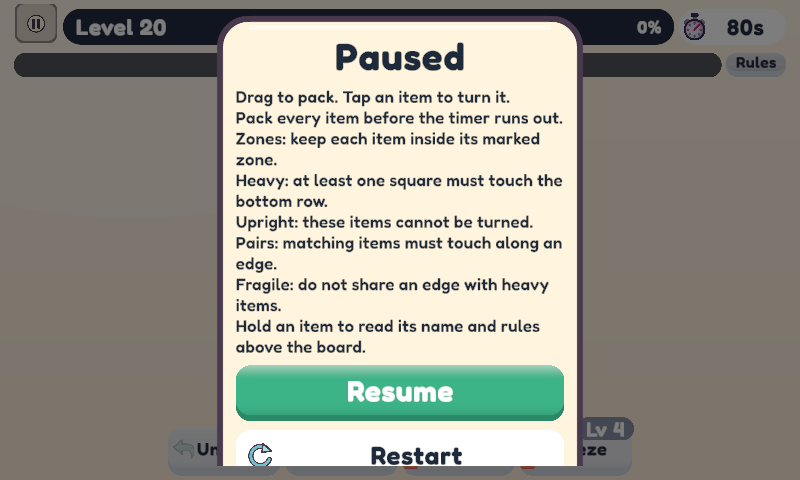 Level 20
0%
80s
Rules
Paused
Drag to pack. Tap an item to turn it.
Pack every item before the timer runs out.
Zones: keep each item inside its marked
zone.
Heavy: at least one square must touch the
bottom row.
Upright: these items cannot be turned.
Pairs: matching items must touch along an
edge.
Fragile: do not share an edge with heavy
items.
Hold an item to read its name and rules
above the board.
Resume
Lv 4
Restart